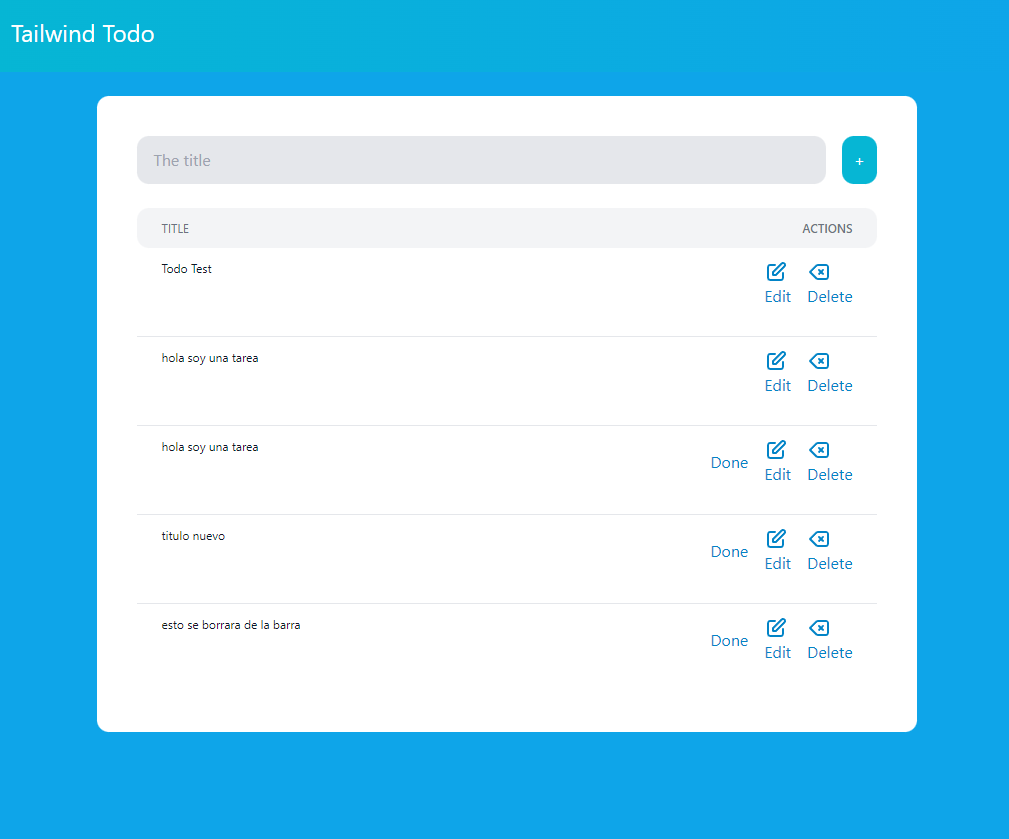 Tailwind Todo
The title
+
TITLE ACTIONS
Todo Test
Edit Delete
hola soy una tarea
Edit Delete
hola soy una tarea
Done Edit Delete
titulo nuevo
Done Edit Delete
esto se borrara de la barra
Done Edit Delete